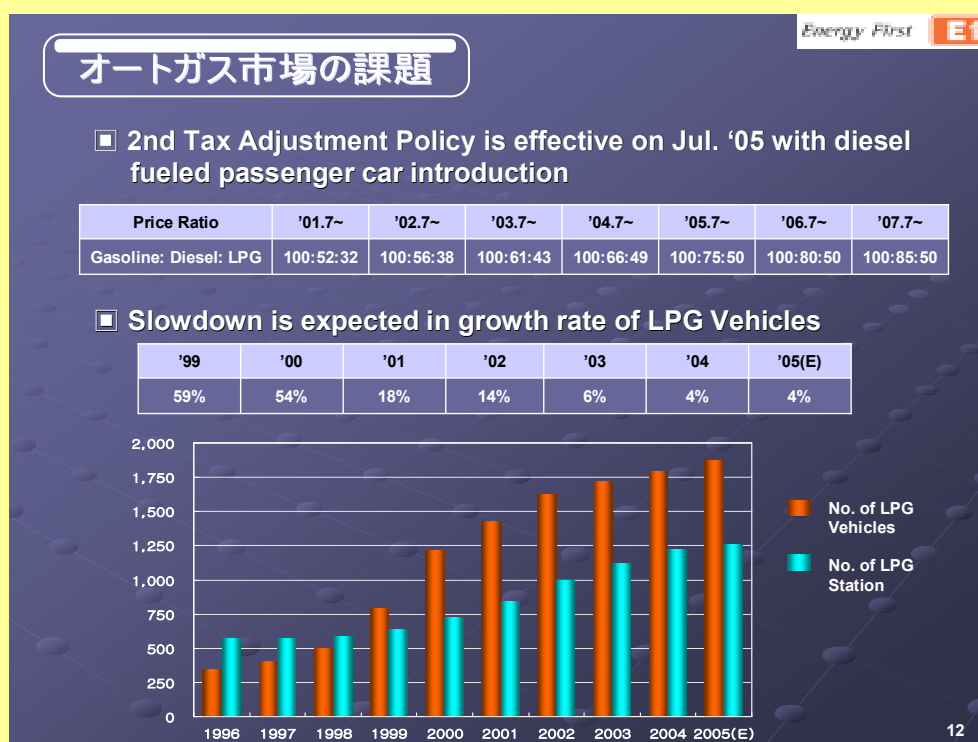 Energy First
オートガス市場の課題
2nd Tax Adjustment Policy is effective on Jul. ‘05 with diesel
fueled passenger car introduction
Price Ratio ’01.7~ ’02.7~ ’03.7~ ’04.7~ ’05.7~ ’06.7~ ’07.7~
Gasoline: Diesel: LPG 100:52:32 100:56:38 100:61:43 100:66:49 100:75:50 100:80:50 100:85:50
Slowdown is expected in growth rate of LPG Vehicles
’99 ’00 ’01 ’02 ’03 ’04 ’05(E)
59% 54% 18% 14% 6% 4% 4%
2,000
1,750
1,500
1,250
1,000
750
500
250
0
1996 1997 1998 1999 2000 2001 2002 2003 2004 2005(E)
No. of LPG
Vehicles
No. of LPG
Station
12